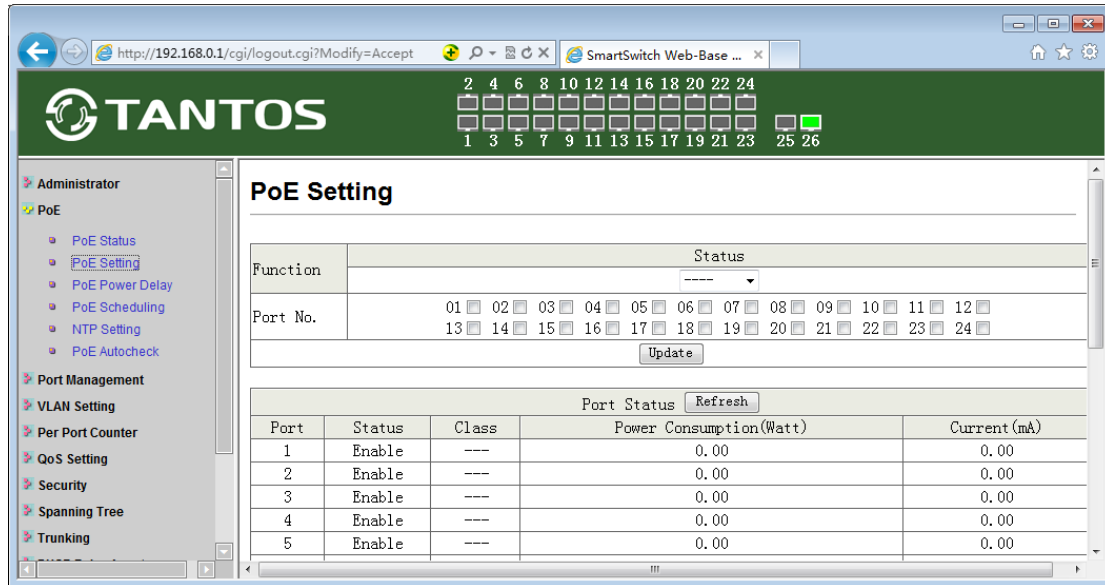 http://192.168.0.1/cgi/logout.cgi?Modify=Accept
SmartSwitch Web-Base ...
TANTOS
2 4 6 8 10 12 14 16 18 20 22 24
1 3 5 7 9 11 13 15 17 19 21 23 25 26
Administrator
PoE
PoE Status
PoE Setting
PoE Power Delay
PoE Scheduling
NTP Setting
PoE Autocheck
Port Management
VLAN Setting
Per Port Counter
QoS Setting
Security
Spanning Tree
Trunking
PoE Setting
Function
Status
----
Port No.
01 02 03 04 05 06 07 08 09 10 11 12
13 14 15 16 17 18 19 20 21 22 23 24
Update
Port Status Refresh
Port Status Class Power Consumption(Watt) Current(mA)
1 Enable --- 0.00 0.00
2 Enable --- 0.00 0.00
3 Enable --- 0.00 0.00
4 Enable --- 0.00 0.00
5 Enable --- 0.00 0.00